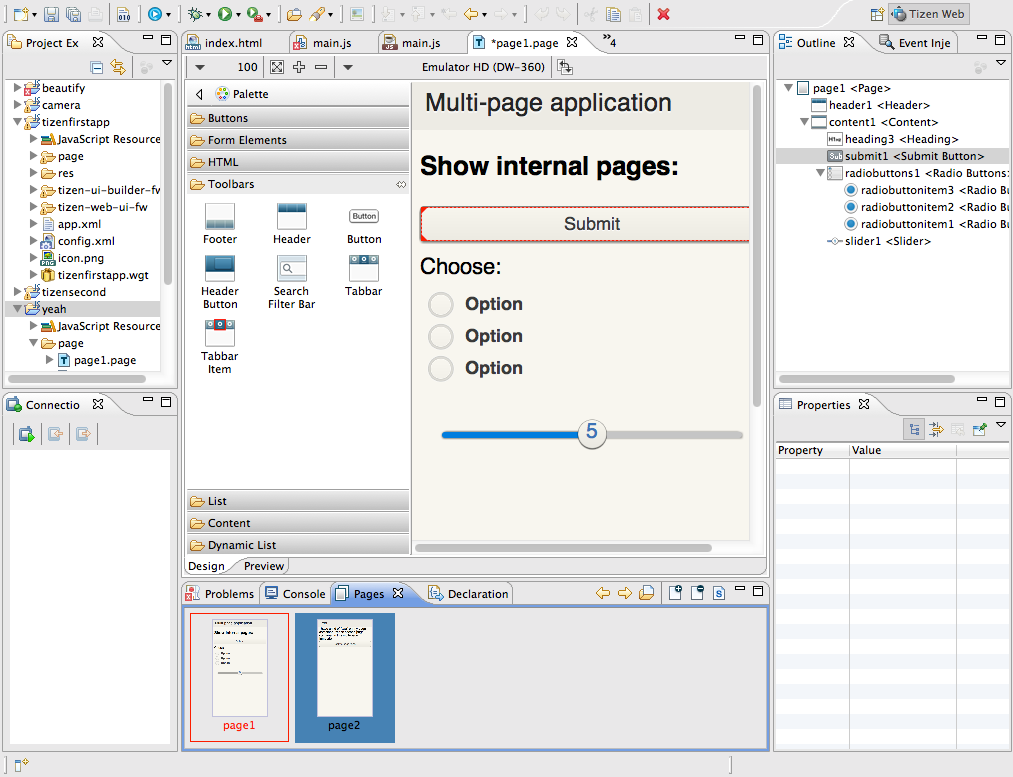 Tizen Web
Project Ex
index.html
main.js
main.js
*page1.page
4
Outline
Event Inje
100
Emulator HD (DW-360)
beautify
camera
tizenfirstapp
JavaScript Resource
page
res
tizen-ui-builder-fw
tizen-web-ui-fw
app.xml
config.xml
icon.png
tizenfirstapp.wgt
tizensecond
yeah
JavaScript Resource
page
page1.page
Palette
Buttons
Form Elements
HTML
Toolbars
Footer
Header
Button
Button
Header
Button
Search
Filter Bar
Tabbar
Tabbar
Item
List
Content
Dynamic List
Design
Preview
Multi-page application
Show internal pages:
Submit
Choose:
Option
Option
Option
5
page1 <Page>
header1 <Header>
content1 <Content>
heading3 <Heading>
submit1 <Submit Button>
radiobuttons1 <Radio Buttons:
radiobuttonitem3 <Radio B
radiobuttonitem2 <Radio B
radiobuttonitem1 <Radio B
slider1 <Slider>
Connectio
Properties
Property
Value
Problems
Console
Pages
Declaration
page1
page2